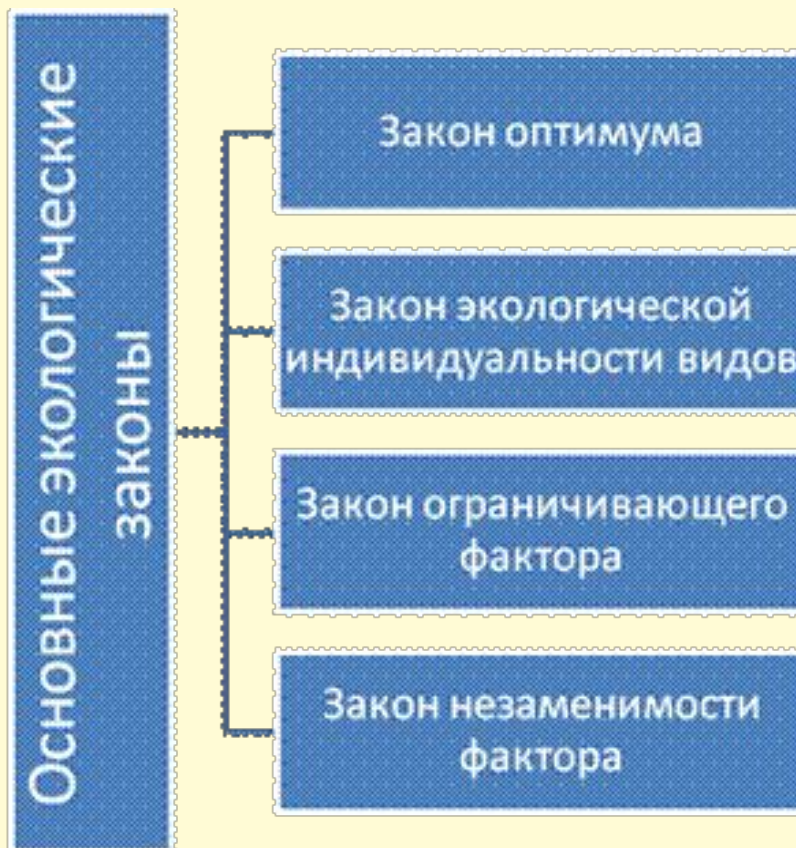 Основные экологические
законы
Закон оптимума
Закон экологической
индивидуальности видов
Закон ограничивающего
фактора
Закон незаменимости
фактора